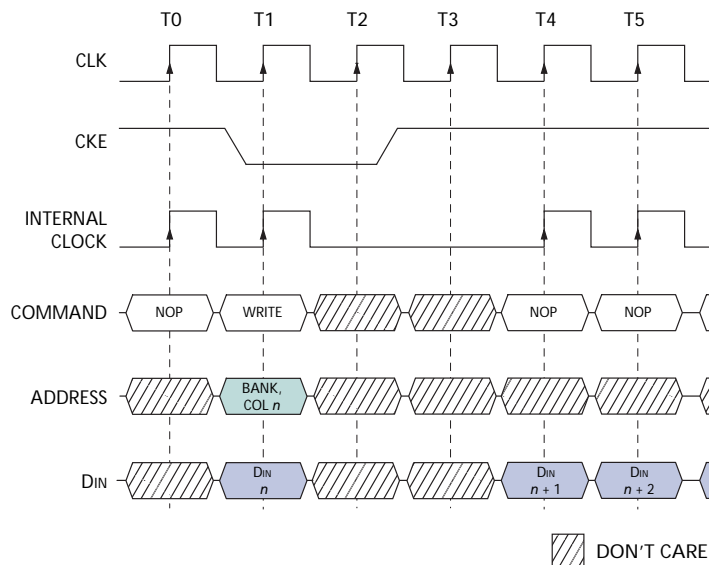 T0 T1 T2 T3 T4 T5
CLK
CKE
INTERNAL
CLOCK
COMMAND NOP WRITE NOP NOP
ADDRESS BANK,
COL n
DIN DIN
n DIN
n + 1 DIN
n + 2
DON'T CARE